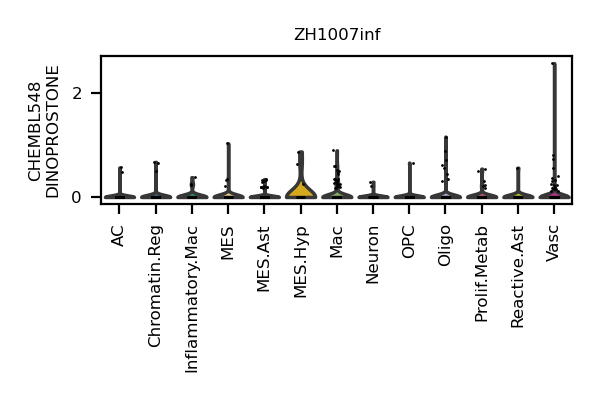 ZH1007inf
CHEMBL548
DINOPROSTONE
2
0
AC
Chromatin.Reg
Inflammatory.Mac
MES
MES.Ast
MES.Hyp
Mac
Neuron
OPC
Oligo
Prolif.Metab
Reactive.Ast
Vasc